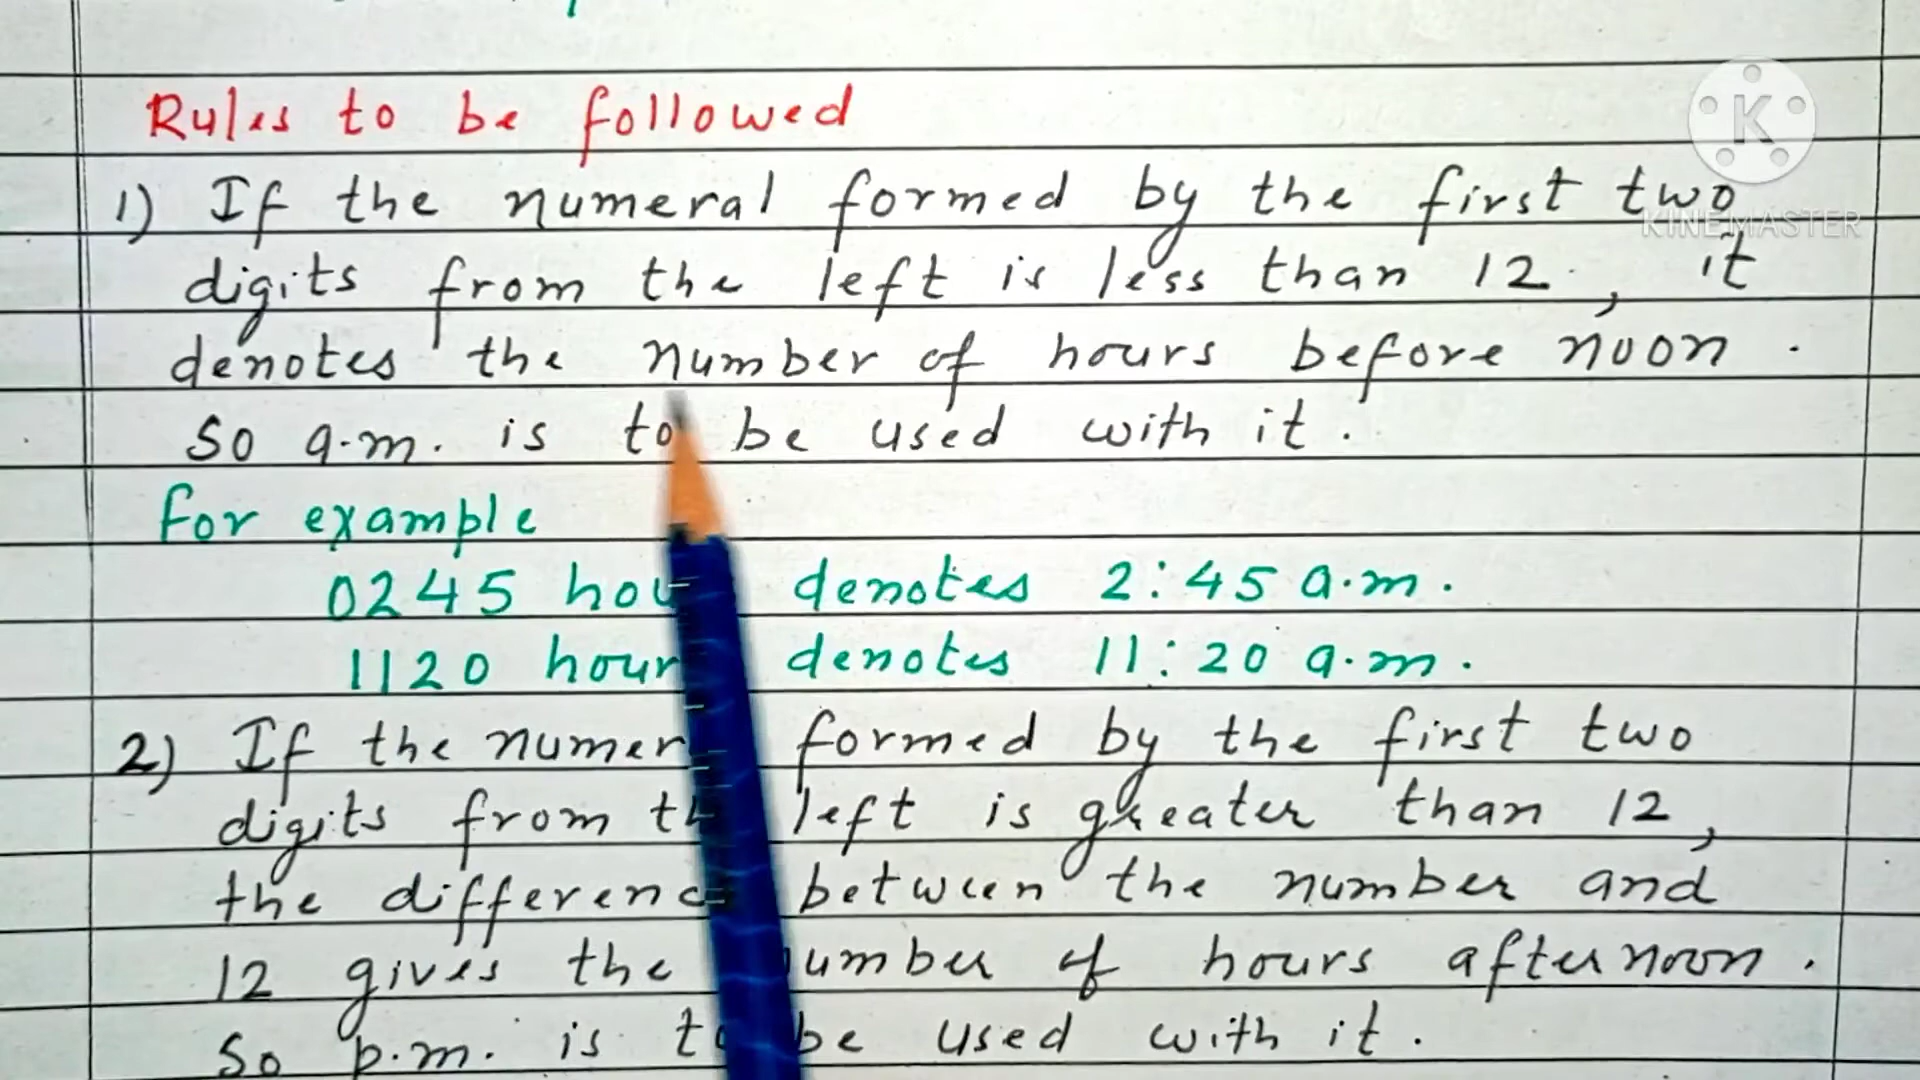 Rules to be followed
1) If the numeral formed by the first two
digits from the left is less than 12, it
denotes the number of hours before noon.
So a.m. is to be used with it.
for example
0245 hou denotes 2:45 a.m.
1120 hour denotes 11:20 a.m.
2) If the numer formed by the first two
digits from th left is greater than 12,
the differenc between the number and
12 gives the umber of hours afternoon.
So p.m. is to be used with it.
K
KINEMASTER